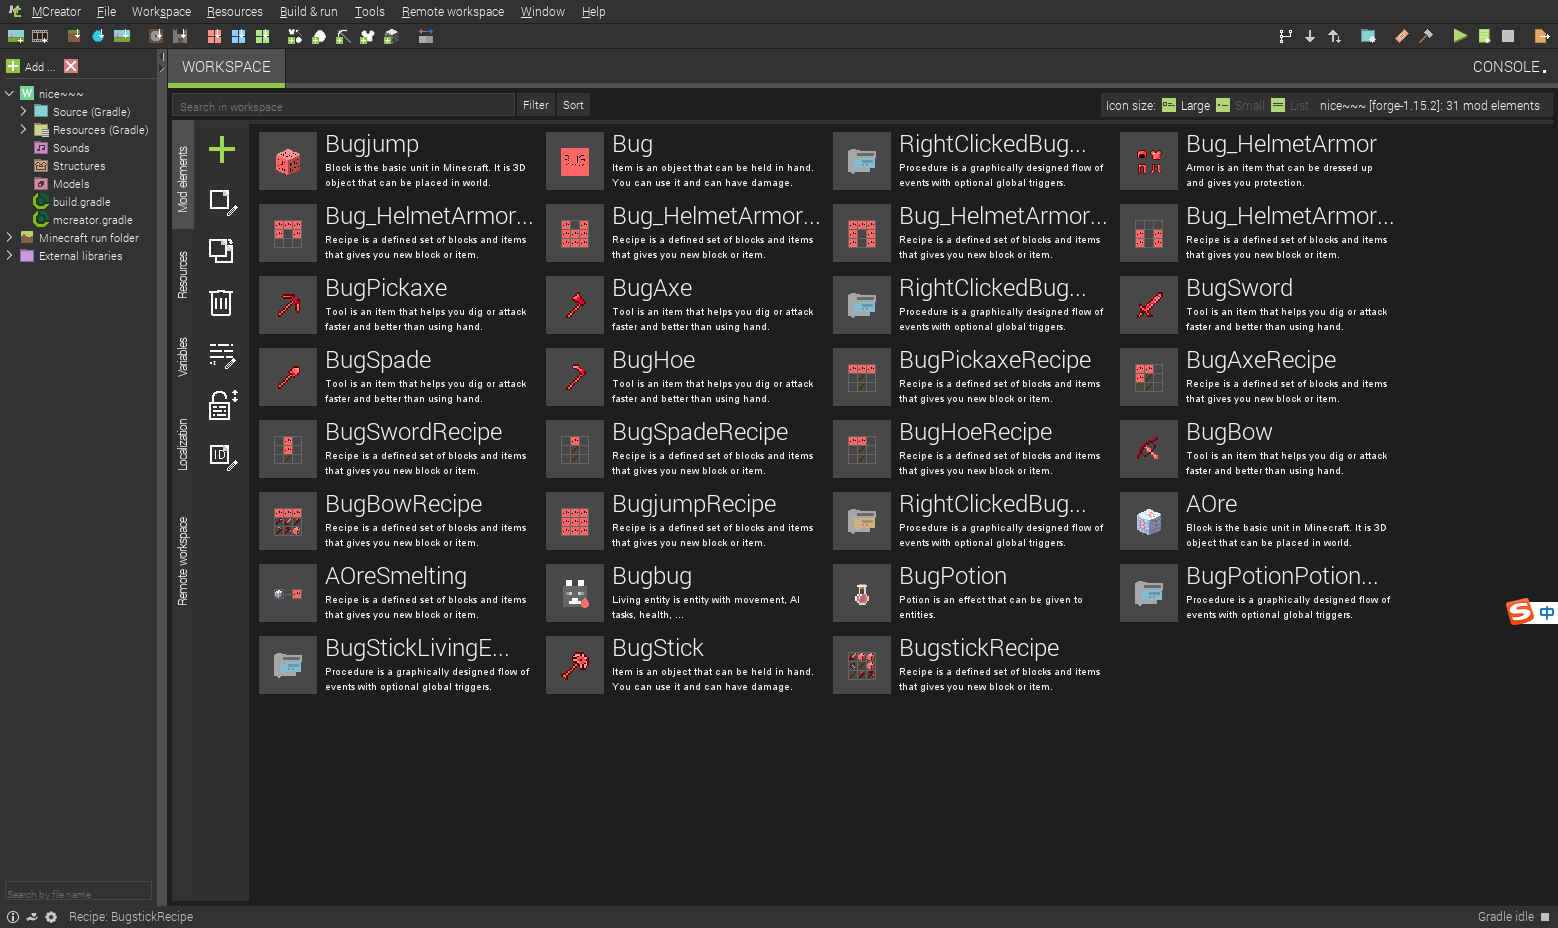 MCreator File Workspace Resources Build & run Tools Remote workspace Window Help
Add ...
WORKSPACE
CONSOLE
nice~~~
Source (Gradle)
Resources (Gradle)
Sounds
Structures
Models
build.gradle
mcreator.gradle
Minecraft run folder
External libraries
Search by file name
Search in workspace
Filter
Sort
Icon size: Large Small List nice~~~ [forge-1.15.2]: 31 mod elements
Mod elements
Resources
Variables
Localization
Remote workspace
Bugjump
Block is the basic unit in Minecraft. It is 3D
object that can be placed in world.
Bug
Item is an object that can be held in hand.
You can use it and can have damage.
RightClickedBug...
Procedure is a graphically designed flow of
events with optional global triggers.
Bug_HelmetArmor
Armor is an item that can be dressed up
and gives you protection.
Bug_HelmetArmor...
Recipe is a defined set of blocks and items
that gives you new block or item.
Bug_HelmetArmor...
Recipe is a defined set of blocks and items
that gives you new block or item.
Bug_HelmetArmor...
Recipe is a defined set of blocks and items
that gives you new block or item.
Bug_HelmetArmor...
Recipe is a defined set of blocks and items
that gives you new block or item.
BugPickaxe
Tool is an item that helps you dig or attack
faster and better than using hand.
BugAxe
Tool is an item that helps you dig or attack
faster and better than using hand.
RightClickedBug...
Procedure is a graphically designed flow of
events with optional global triggers.
BugSword
Tool is an item that helps you dig or attack
faster and better than using hand.
BugSpade
Tool is an item that helps you dig or attack
faster and better than using hand.
BugHoe
Tool is an item that helps you dig or attack
faster and better than using hand.
BugPickaxeRecipe
Recipe is a defined set of blocks and items
that gives you new block or item.
BugAxeRecipe
Recipe is a defined set of blocks and items
that gives you new block or item.
BugSwordRecipe
Recipe is a defined set of blocks and items
that gives you new block or item.
BugSpadeRecipe
Recipe is a defined set of blocks and items
that gives you new block or item.
BugHoeRecipe
Recipe is a defined set of blocks and items
that gives you new block or item.
BugBow
Tool is an item that helps you dig or attack
faster and better than using hand.
BugBowRecipe
Recipe is a defined set of blocks and items
that gives you new block or item.
BugjumpRecipe
Recipe is a defined set of blocks and items
that gives you new block or item.
RightClickedBug...
Procedure is a graphically designed flow of
events with optional global triggers.
AOre
Block is the basic unit in Minecraft. It is 3D
object that can be placed in world.
AOreSmelting
Recipe is a defined set of blocks and items
that gives you new block or item.
Bugbug
Living entity is entity with movement, AI
tasks, health, ...
BugPotion
Potion is an effect that can be given to
entities.
BugPotionPotion...
Procedure is a graphically designed flow of
events with optional global triggers.
BugStickLivingE...
Procedure is a graphically designed flow of
events with optional global triggers.
BugStick
Item is an object that can be held in hand.
You can use it and can have damage.
BugstickRecipe
Recipe is a defined set of blocks and items
that gives you new block or item.
中
Recipe: BugstickRecipe
Gradle idle